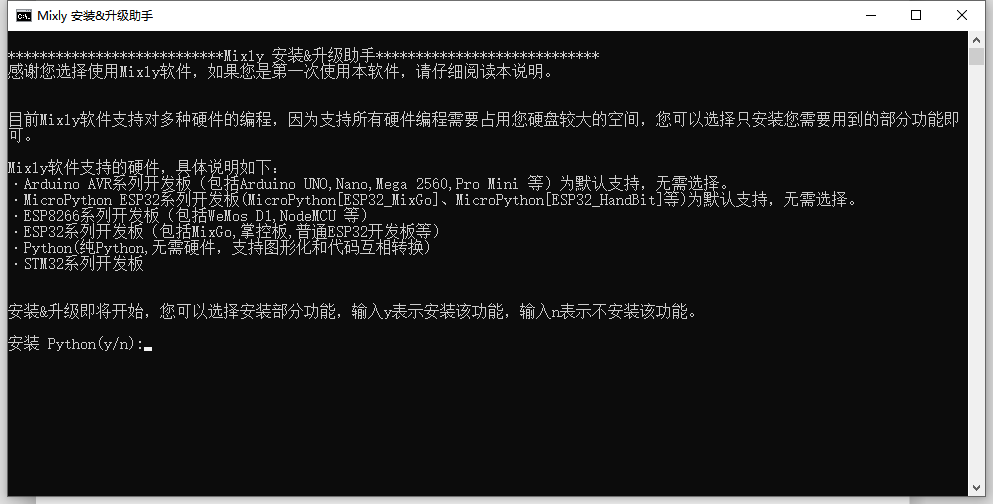 Mixly 安装&升级助手
***************************Mixly 安装&升级助手****************************
感谢您选择使用Mixly软件，如果您是第一次使用本软件，请仔细阅读本说明。
目前Mixly软件支持对多种硬件的编程，因为支持所有硬件编程需要占用您硬盘较大的空间，您可以选择只安装您需要用到的部分功能即
可。
Mixly软件支持的硬件，具体说明如下：
·Arduino AVR系列开发板（包括Arduino UNO,Nano,Mega 2560,Pro Mini 等）为默认支持，无需选择。
·MicroPython ESP32系列开发板(MicroPython[ESP32_MixGo]、MicroPython[ESP32_HandBit]等)为默认支持，无需选择。
·ESP8266系列开发板（包括WeMos D1,NodeMCU 等）
·ESP32系列开发板（包括MixGo,掌控板,普通ESP32开发板等）
·Python(纯Python,无需硬件，支持图形化和代码互相转换)
·STM32系列开发板
安装&升级即将开始，您可以选择安装部分功能，输入y表示安装该功能，输入n表示不安装该功能。
安装 Python(y/n):